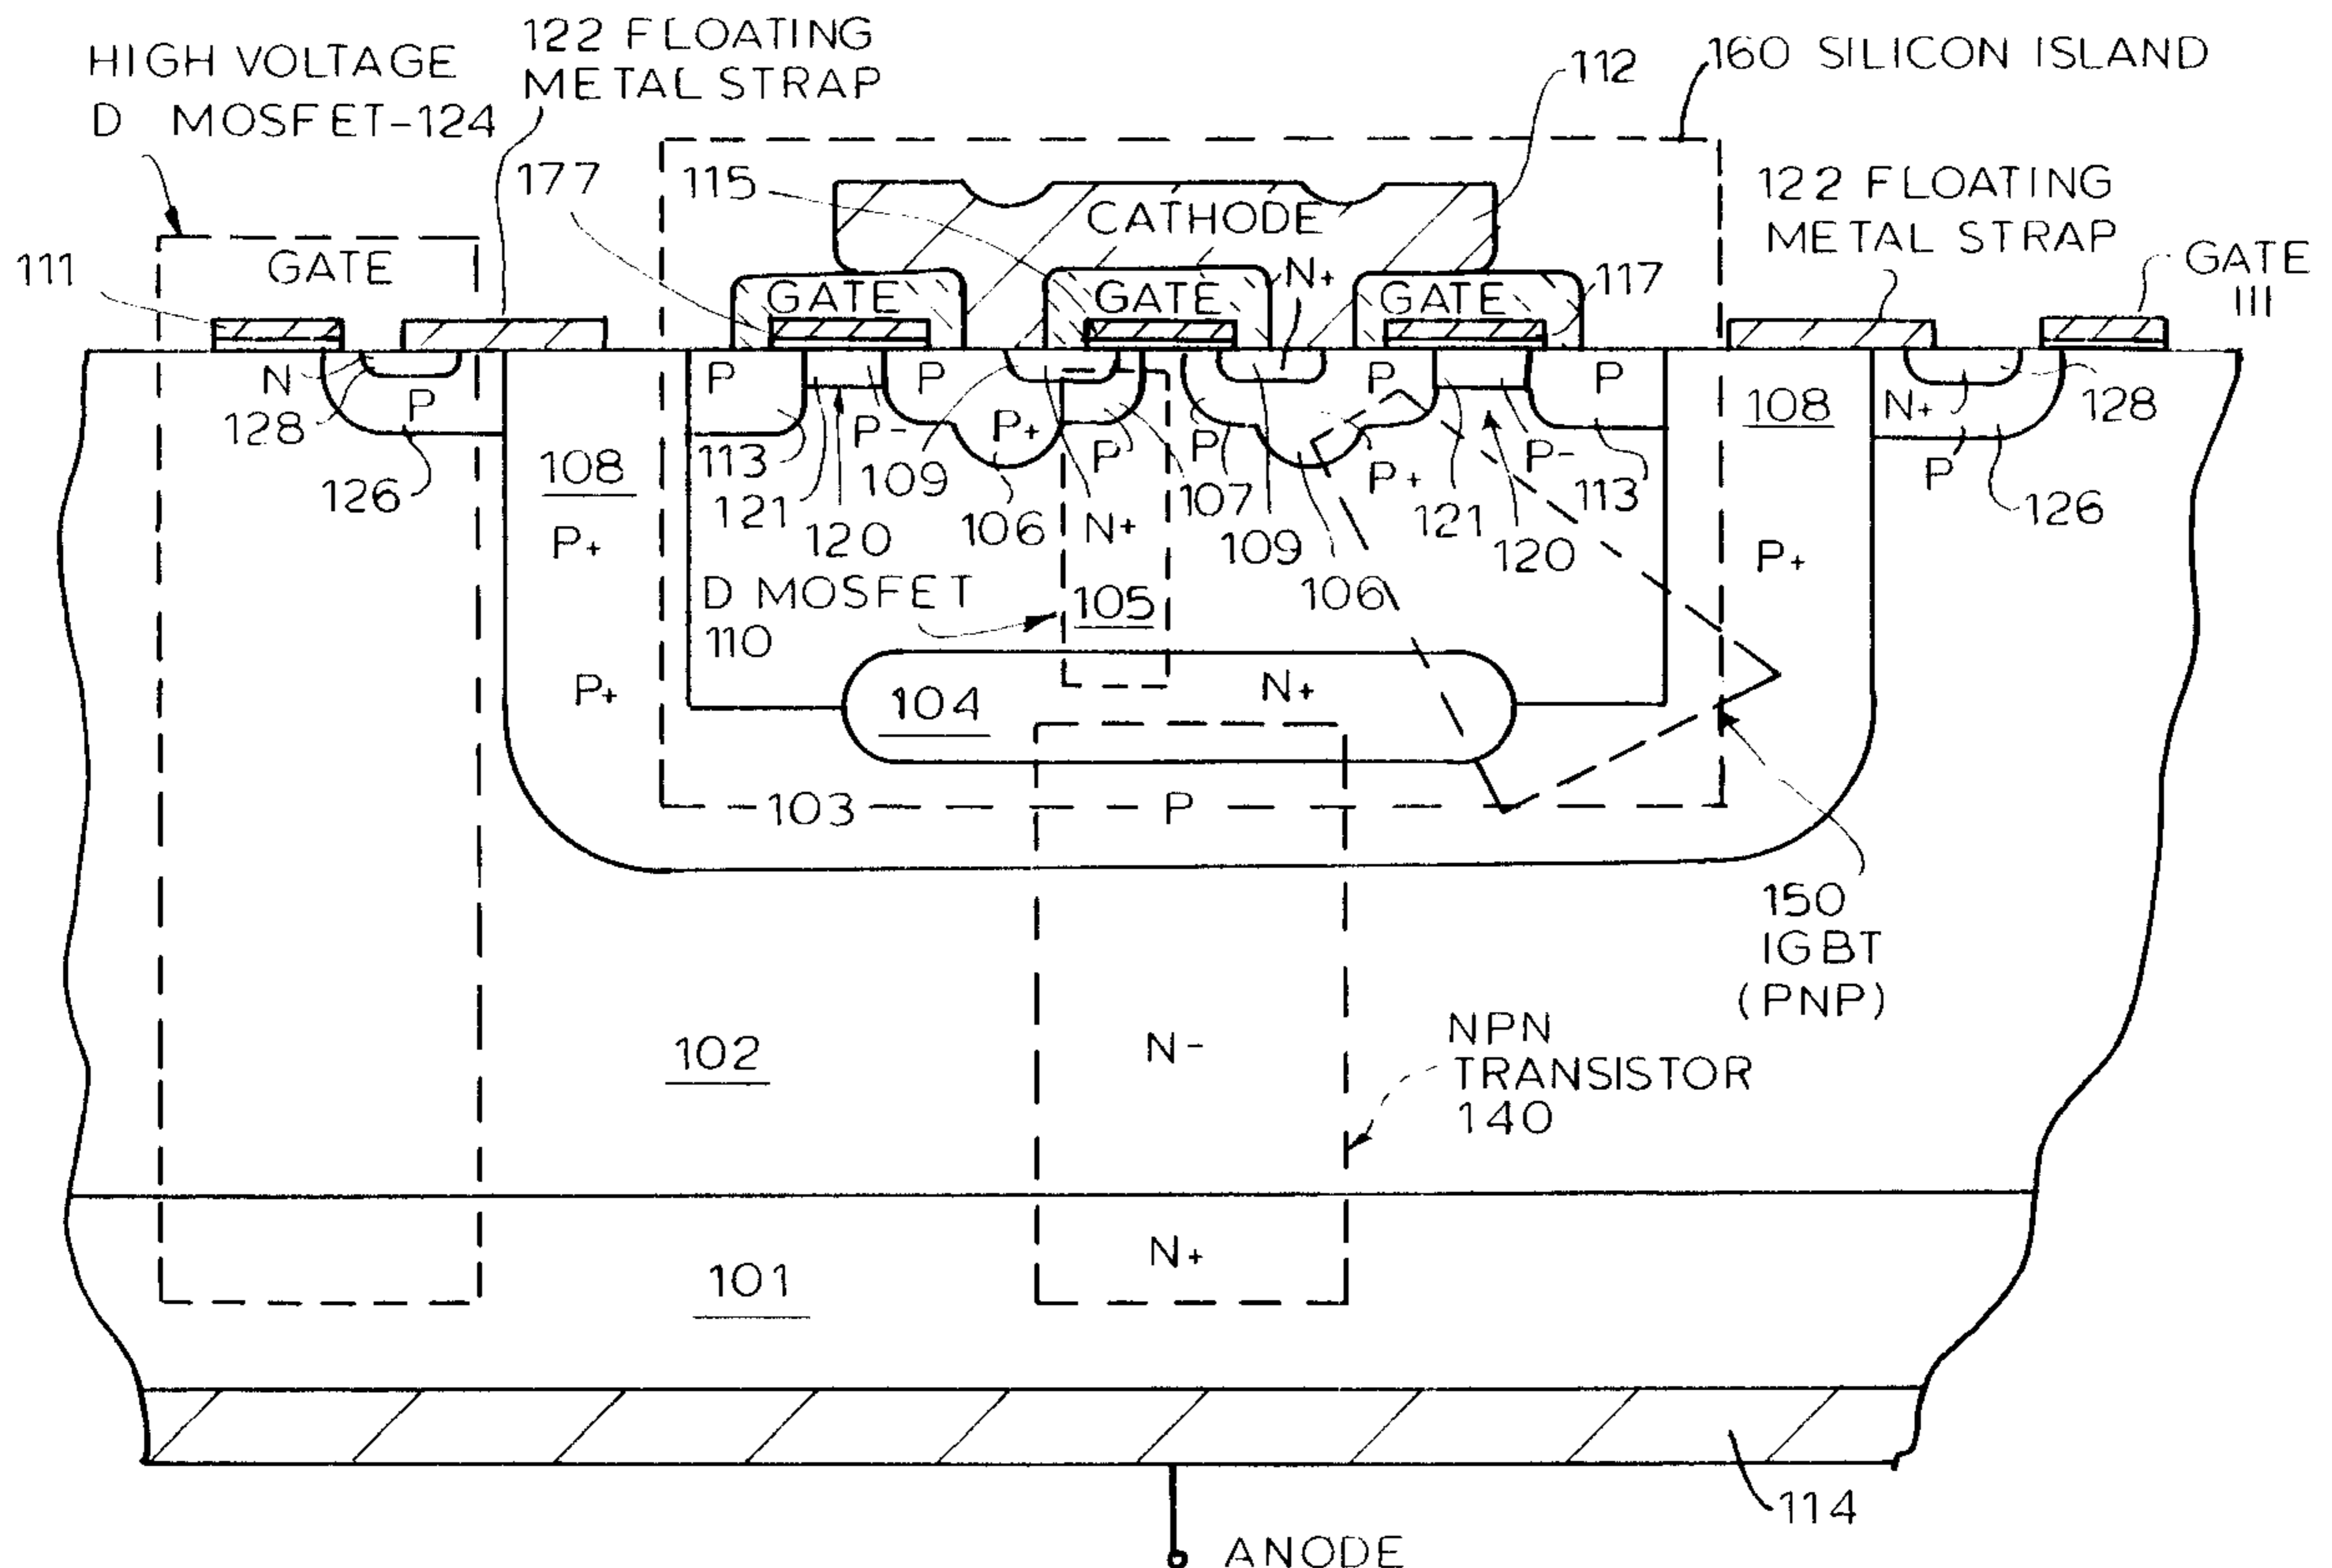 HIGH VOLTAGE
D MOSFET-124
122 FLOATING
METAL STRAP
112
160 SILICON ISLAND
177
115
CATHODE
122 FLOATING
METAL STRAP
111
GATE
GATE
GATE
N+
GATE
117
GATE
111
N
128
P
126
108
P+
P+
P
113
121
120
P-
P
109
P+
106
P
107
N+
P
109
P
P+
106
121
P-
120
P
113
108
P+
N+
128
P
126
D MOSFET
110
105
104
N+
103
P
150
IGBT
(PNP)
102
N-
NPN
TRANSISTOR
140
101
N+
114
ANODE